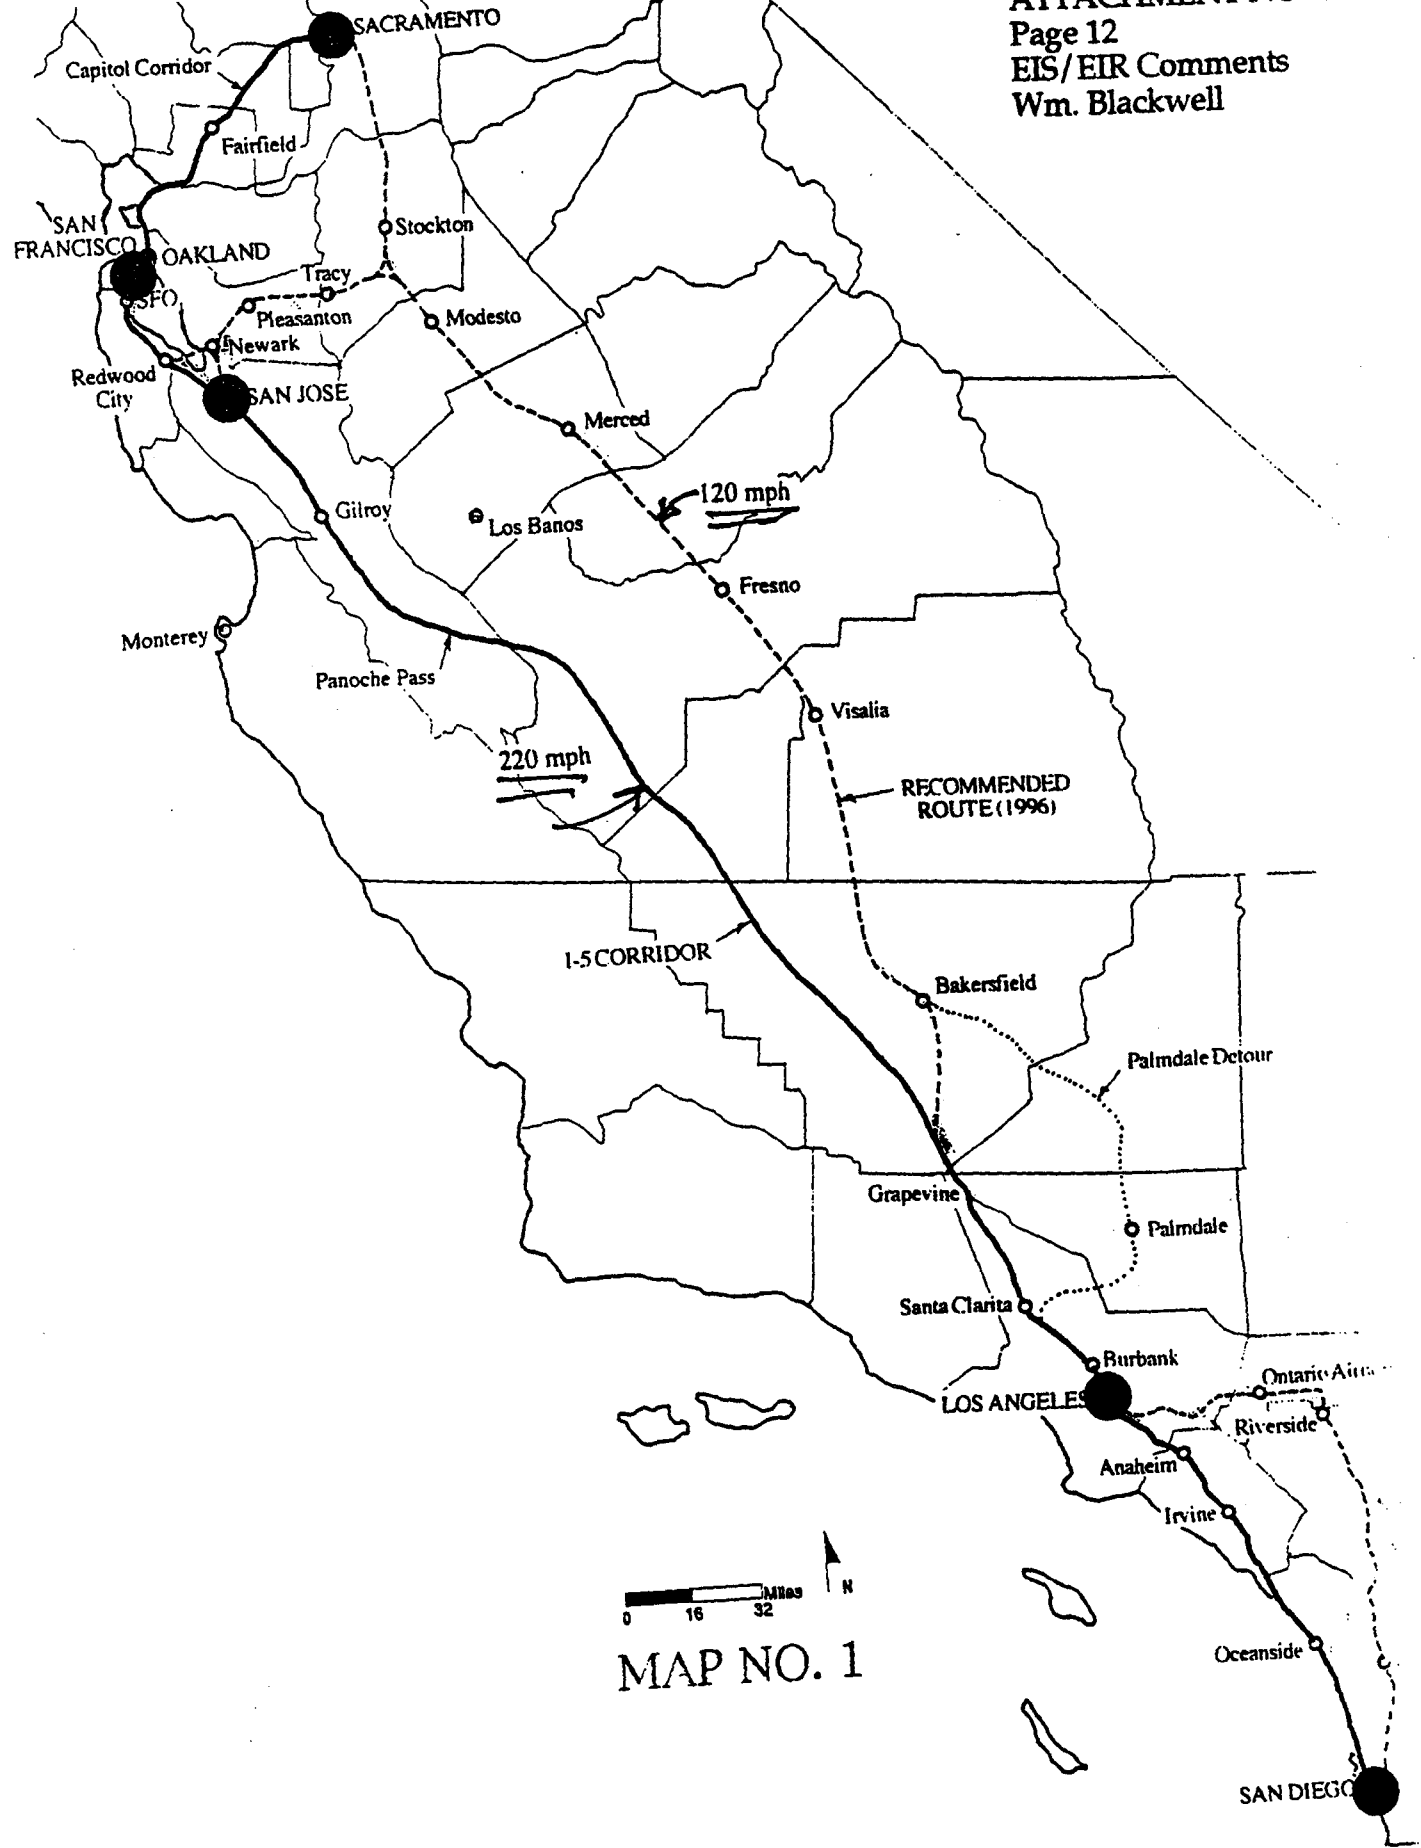 Page 12
EIS/EIR Comments
Wm. Blackwell
SACRAMENTO
Capitol Corridor
Fairfield
Stockton
SAN
FRANCISCO
OAKLAND
Tracy
SFO
Pleasanton
Modesto
Newark
Redwood
City
SAN JOSE
Merced
120 mph
Gilroy
Los Banos
Fresno
Monterey
Panoche Pass
Visalia
220 mph
RECOMMENDED
ROUTE (1996)
I-5 CORRIDOR
Bakersfield
Palmdale Detour
Grapevine
Palmdale
Santa Clarita
Burbank
Ontario
LOS ANGELES
Riverside
Anaheim
Irvine
Miles
N
0 16 32
MAP NO. 1
Oceanside
SAN DIEGO